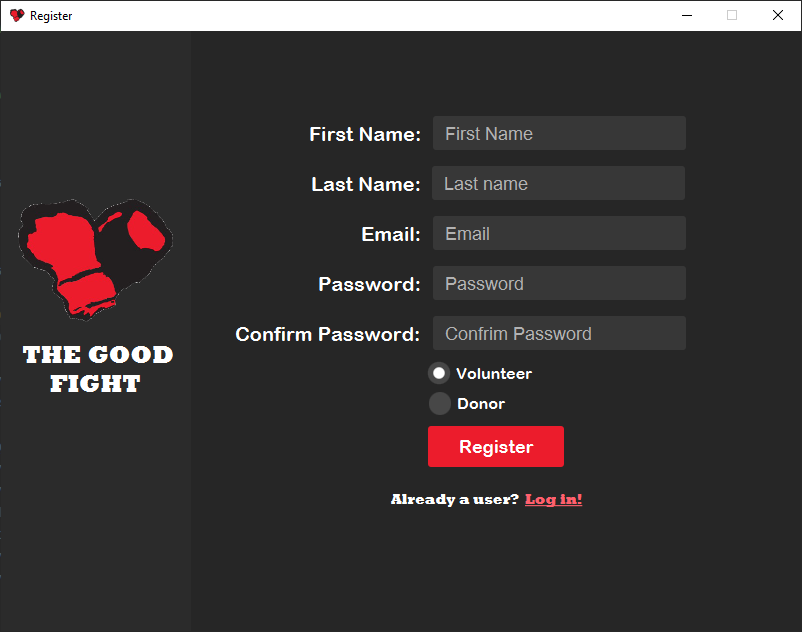 Register
First Name: First Name
Last Name: Last name
Email: Email
Password: Password
Confirm Password: Confrim Password
Volunteer
Donor
Register
Already a user? Log in!
THE GOOD
FIGHT